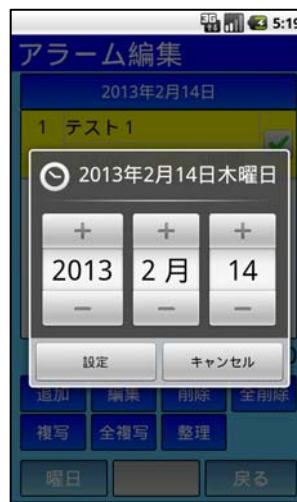 3G 5:19
アラーム編集
2013年2月14日
1 テスト1
2013年2月14日木曜日
+ + +
2013 2月 14
- - -
設定 キャンセル
追加 編集 削除 全削除
複写 全複写 整理
曜日 戻る